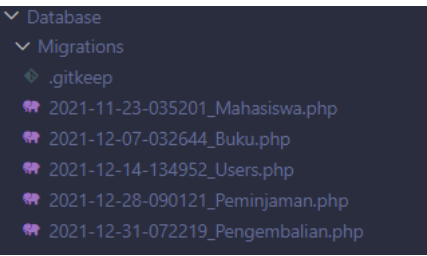 Database
Migrations
.gitkeep
2021-11-23-035201_Mahasiswa.php
2021-12-07-032644_Buku.php
2021-12-14-134952_Users.php
2021-12-28-090121_Peminjaman.php
2021-12-31-072219_Pengembalian.php